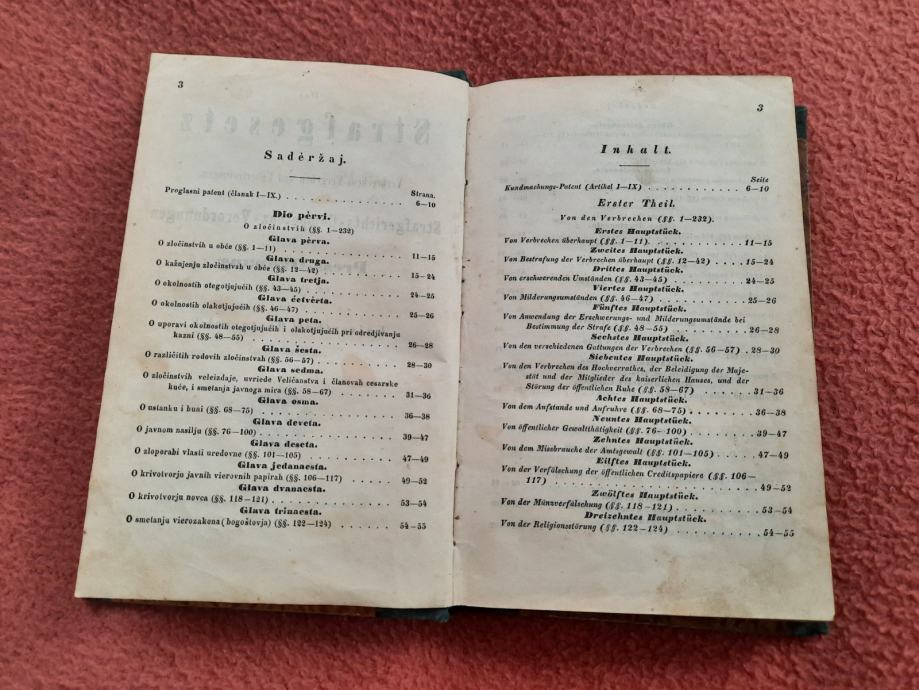 3
Sadėržaj.
Strana.
Proglasni patent (članak I—IX.) . . . . . . . . . . . . 6—10
Dio pėrvi.
O zločinstvih (§§. 1—232)
Glava pėrva.
O zločinstvih u obće (§§. 1—11) . . . . . . . . . . . . 11—15
Glava druga.
O kažnjenju zločinstvah u obće (§§. 12—42) . . . . . . . . 15—24
Glava tretja.
O okolnostih otegotjujućih (§§. 43—45) . . . . . . . . . . 24—25
Glava ćetvėrta.
O okolnostih olakotjujućih (§§. 46—47) . . . . . . . . . . 25—26
Glava peta.
O uporavi okolnostih otegotjujućih i olakotjujućih pri odredjivanju
kazni (§§. 48—55) . . . . . . . . . . . . 26—28
Glava šesta.
O različitih rodovih zločinstvah (§§. 56—57) . . . . . . . . 28—30
Glava sedma.
O zločinstvih veleizdaje, uvriede Veličanstva i članovah cesarske
kuće, i smetanja javnoga mira (§§. 58—67) . . . . . . . 31—36
Glava osma.
O ustanku i buni (§§. 68—75) . . . . . . . . . . . . 36—38
Glava deveta.
O javnom nasilju (§§. 76—100) . . . . . . . . . . . . 39—47
Glava deseta.
O zloporabi vlasti uredovne (§§. 101—105) . . . . . . . . 47—49
Glava jedanaesta.
O krivotvorju javnih vierovnih papirah (§§. 106—117) . . . . . 49—52
Glava dvanaesta.
O krivotvorju novca (§§. 118—121) . . . . . . . . . . . 53—54
Glava trinaesta.
O smetanju vierozakona (bogoštovja) (§§. 122—124) . . . . . . 54—55
3
Inhalt.
Seite
Kundmachungs-Patent (Artikel I—IX) . . . . . . . . . . 6—10
Erster Theil.
Von den Verbrechen (§§. 1—232).
Erstes Hauptstück.
Von Verbrechen überhaupt (§§. 1—11) . . . . . . . . . . 11—15
Zweites Hauptstück.
Von Bestrafung der Verbrechen überhaupt (§§. 12—42) . . . . . 15—24
Drittes Hauptstück.
Von erschwerenden Umständen (§§. 43—45) . . . . . . . . 24—25
Viertes Hauptstück.
Von Milderungsumständen (§§. 46—47) . . . . . . . . . . 25—26
Fünftes Hauptstück.
Von Anwendung der Erschwerungs- und Milderungsumstände bei
Bestimmung der Strafe (§§. 48—55) . . . . . . . . . 26—28
Sechstes Hauptstück.
Von den verschiedenen Gattungen der Verbrechen (§§. 56—57) . 28—30
Siebentes Hauptstück.
Von den Verbrechen des Hochverrathes, der Beleidigung der Maje-
stät und der Mitglieder des kaiserlichen Hauses, und der
Störung der öffentlichen Ruhe (§§. 58—67) . . . . . . . 31—36
Achtes Hauptstück.
Von dem Aufstande und Aufruhre (§§. 68—75) . . . . . . . 36—38
Neuntes Hauptstück.
Von öffentlicher Gewaltthätigkeit (§§. 76—100) . . . . . . . 39—47
Zehntes Hauptstück.
Von dem Missbrauche der Amtsgewalt (§§. 101—105) . . . . . 47—49
Eilftes Hauptstück.
Von der Verfälschung der öffentlichen Creditspapiere (§§. 106—
117) . . . . . . . . . . . . . . . . 49—52
Zwölftes Hauptstück.
Von der Münzverfälschung (§§. 118—121) . . . . . . . . . 53—54
Dreizehntes Hauptstück.
Von der Religionsstörung (§§. 122—124) . . . . . . . . . 54—55